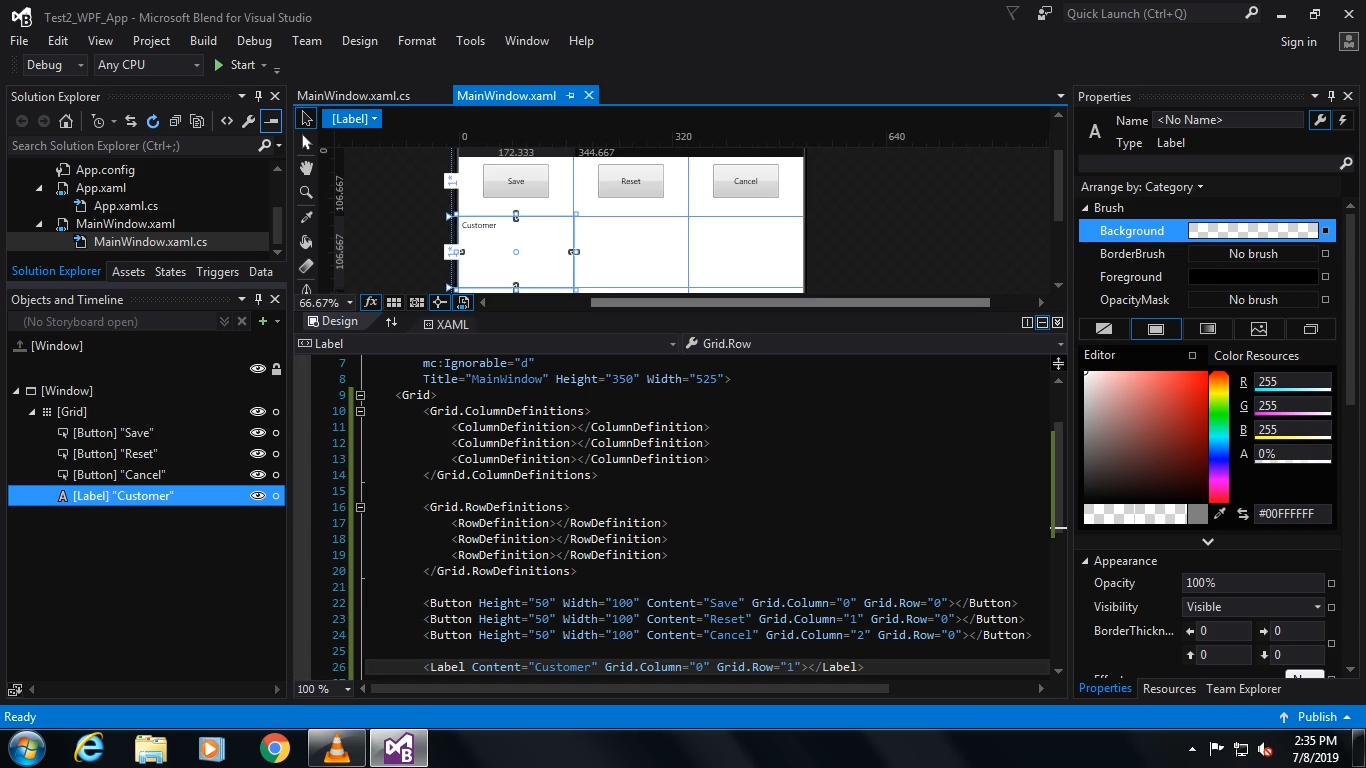 Test2_WPF_App - Microsoft Blend for Visual Studio
Quick Launch (Ctrl+Q)
File Edit View Project Build Debug Team Design Format Tools Window Help
Sign in
Debug Any CPU Start
Solution Explorer
Search Solution Explorer (Ctrl+;)
App.config
App.xaml
App.xaml.cs
MainWindow.xaml
MainWindow.xaml.cs
Solution Explorer Assets States Triggers Data
Objects and Timeline
(No Storyboard open)
[Window]
[Window]
[Grid]
[Button] "Save"
[Button] "Reset"
[Button] "Cancel"
[Label] "Customer"
MainWindow.xaml.cs MainWindow.xaml
[Label]
0 320 640
0
172.333 344.667
1*
106.667
Save Reset Cancel
1*
106.667
Customer
66.67% fx
Design XAML
Label Grid.Row
7 mc:Ignorable="d"
8 Title="MainWindow" Height="350" Width="525">
9 <Grid>
10 <Grid.ColumnDefinitions>
11 <ColumnDefinition></ColumnDefinition>
12 <ColumnDefinition></ColumnDefinition>
13 <ColumnDefinition></ColumnDefinition>
14 </Grid.ColumnDefinitions>
15
16 <Grid.RowDefinitions>
17 <RowDefinition></RowDefinition>
18 <RowDefinition></RowDefinition>
19 <RowDefinition></RowDefinition>
20 </Grid.RowDefinitions>
21
22 <Button Height="50" Width="100" Content="Save" Grid.Column="0" Grid.Row="0"></Button>
23 <Button Height="50" Width="100" Content="Reset" Grid.Column="1" Grid.Row="0"></Button>
24 <Button Height="50" Width="100" Content="Cancel" Grid.Column="2" Grid.Row="0"></Button>
25
26 <Label Content="Customer" Grid.Column="0" Grid.Row="1"></Label>
100 %
Properties
A Name <No Name>
Type Label
Arrange by: Category
Brush
Background
BorderBrush No brush
Foreground
OpacityMask No brush
Editor Color Resources
R 255
G 255
B 255
A 0%
#00FFFFFF
Appearance
Opacity 100%
Visibility Visible
BorderThickn... 0 0
0 0
Properties Resources Team Explorer
Ready
Publish
2:35 PM
7/8/2019